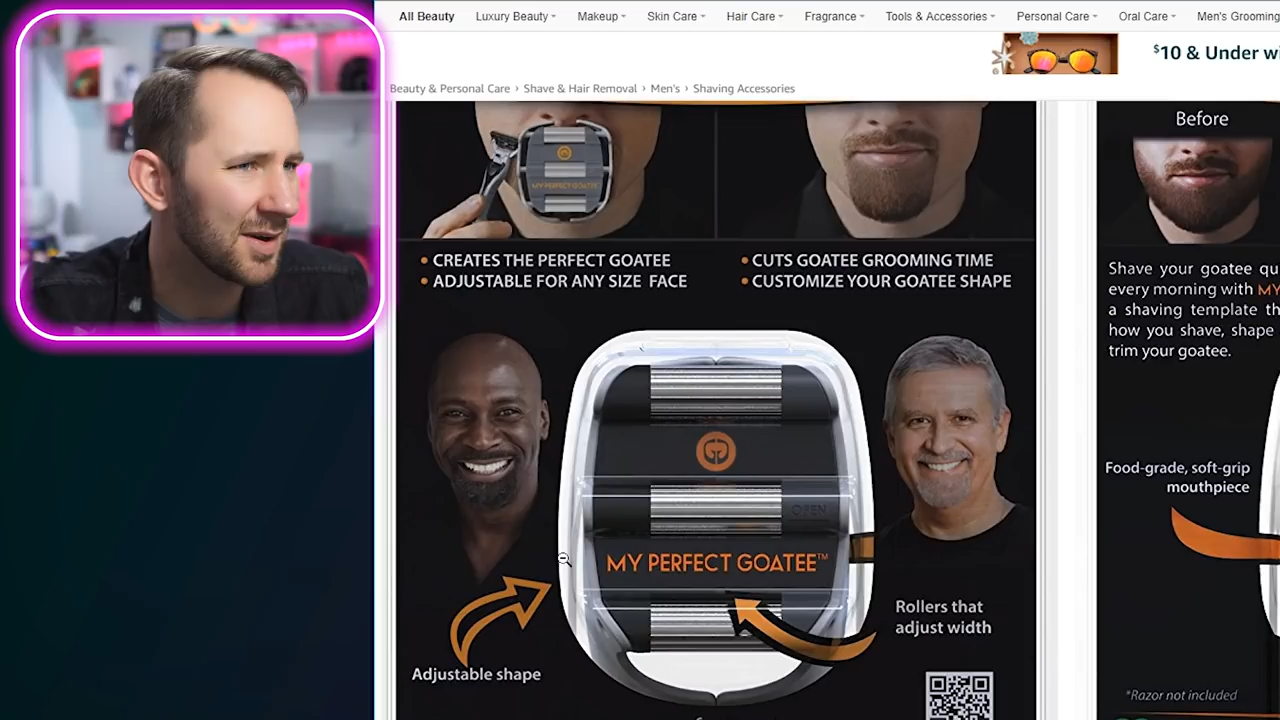 All Beauty Luxury Beauty Makeup Skin Care Hair Care Fragrance Tools & Accessories Personal Care Oral Care Men's Grooming
$10 & Under wi
Beauty & Personal Care › Shave & Hair Removal › Men's › Shaving Accessories
MY PERFECT GOATEE
• CREATES THE PERFECT GOATEE
• ADJUSTABLE FOR ANY SIZE FACE
• CUTS GOATEE GROOMING TIME
• CUSTOMIZE YOUR GOATEE SHAPE
OPEN
MY PERFECT GOATEE™
Rollers that
adjust width
Adjustable shape
Before
Shave your goatee qu
every morning with MY
a shaving template th
how you shave, shape
trim your goatee.
Food-grade, soft-grip
mouthpiece
*Razor not included